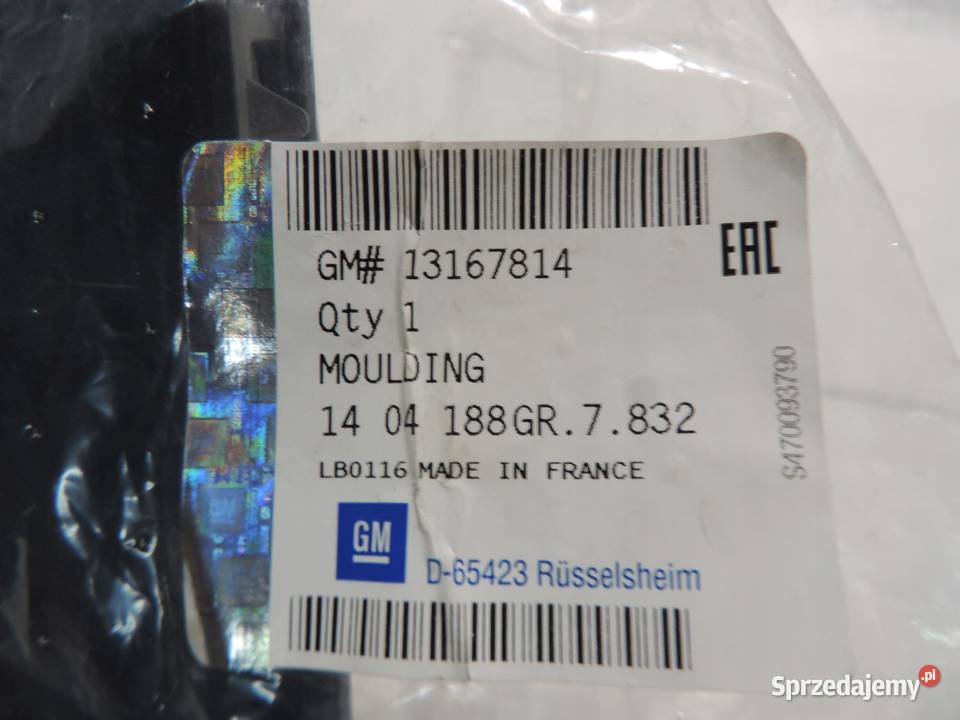 GM# 13167814
EAC
Qty 1
MOULDING
14 04 188GR.7.832
LB0116 MADE IN FRANCE
S470093790
GM
D-65423 Rüsselsheim
Sprzedajemy.pl